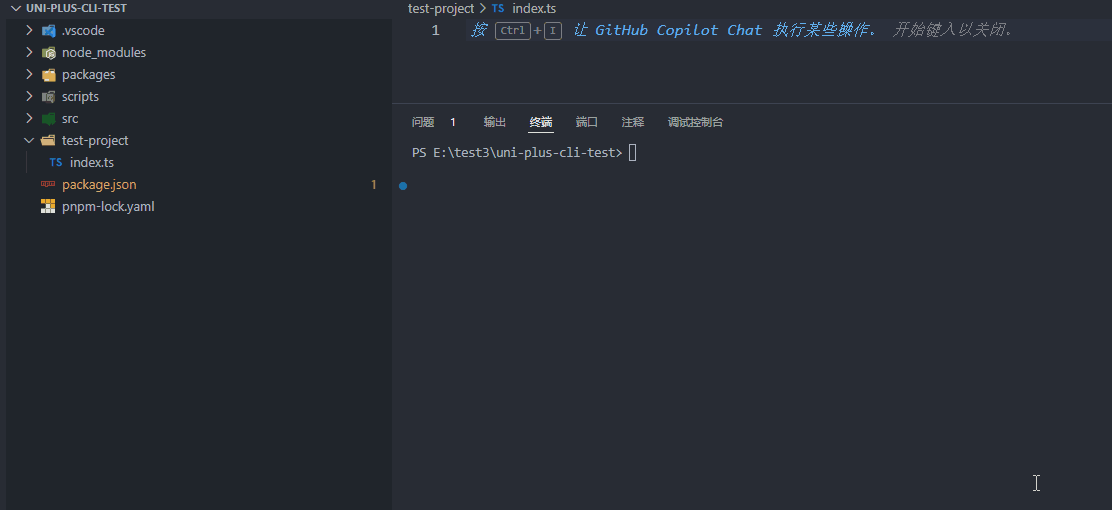 UNI-PLUS-CLI-TEST
.vscode
node_modules
packages
scripts
src
test-project
TS index.ts
package.json 1
pnpm-lock.yaml
test-project > TS index.ts
1 按 Ctrl+I 让 GitHub Copilot Chat 执行某些操作。 开始键入以关闭。
问题 1 输出 终端 端口 注释 调试控制台
PS E:\test3\uni-plus-cli-test>